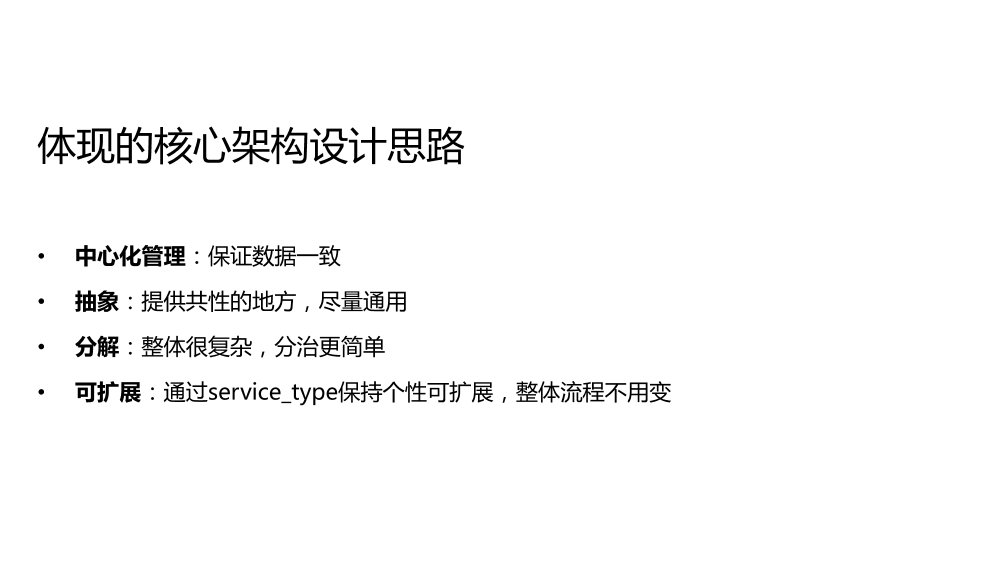 体现的核心架构设计思路
• 中心化管理：保证数据一致
• 抽象：提供共性的地方，尽量通用
• 分解：整体很复杂，分治更简单
• 可扩展：通过service_type保持个性可扩展，整体流程不用变